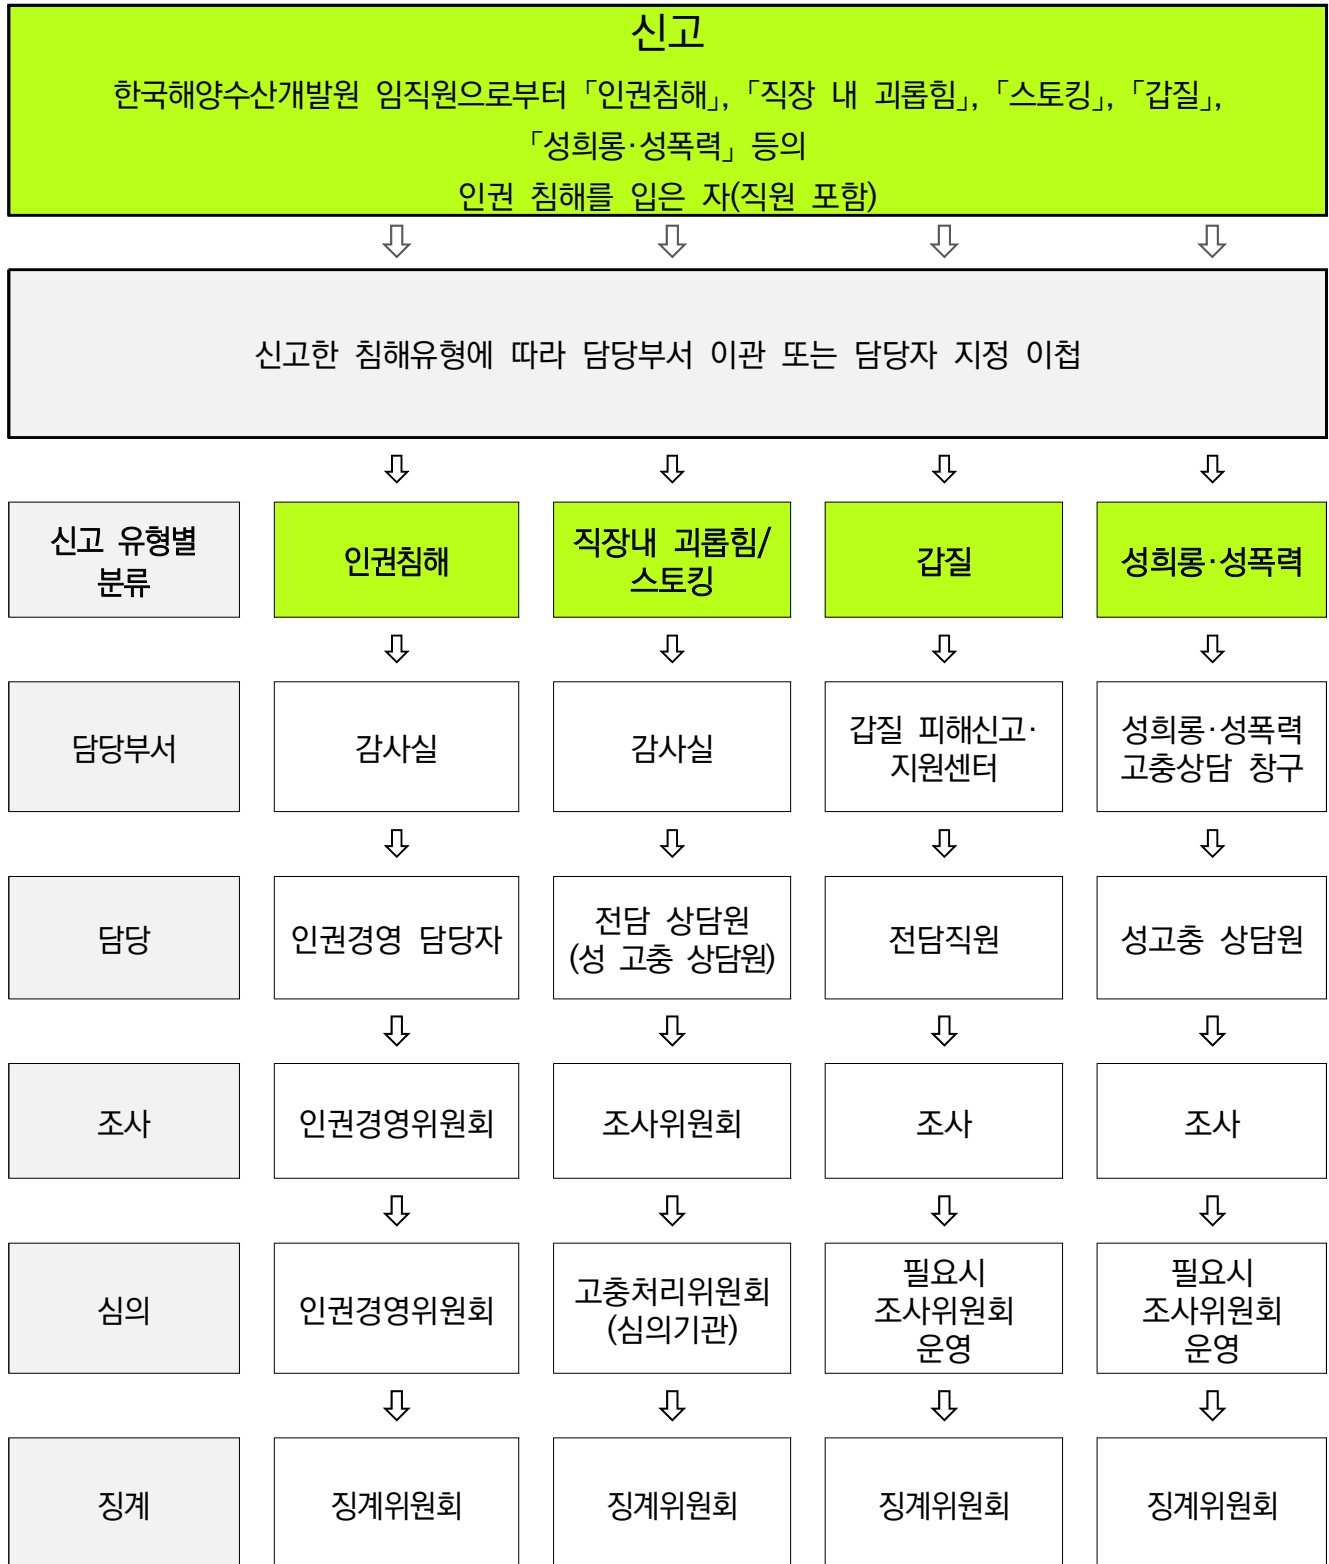 신고
한국해양수산개발원 임직원으로부터 「인권침해」, 「직장 내 괴롭힘」, 「스토킹」, 「갑질」,
「성희롱·성폭력」 등의
인권 침해를 입은 자(직원 포함)
신고한 침해유형에 따라 담당부서 이관 또는 담당자 지정 이첩
신고 유형별
분류
인권침해
직장내 괴롭힘/
스토킹
갑질
성희롱·성폭력
담당부서
감사실
감사실
갑질 피해신고·
지원센터
성희롱·성폭력
고충상담 창구
담당
인권경영 담당자
전담 상담원
(성 고충 상담원)
전담직원
성고충 상담원
조사
인권경영위원회
조사위원회
조사
조사
심의
인권경영위원회
고충처리위원회
(심의기관)
필요시
조사위원회
운영
필요시
조사위원회
운영
징계
징계위원회
징계위원회
징계위원회
징계위원회